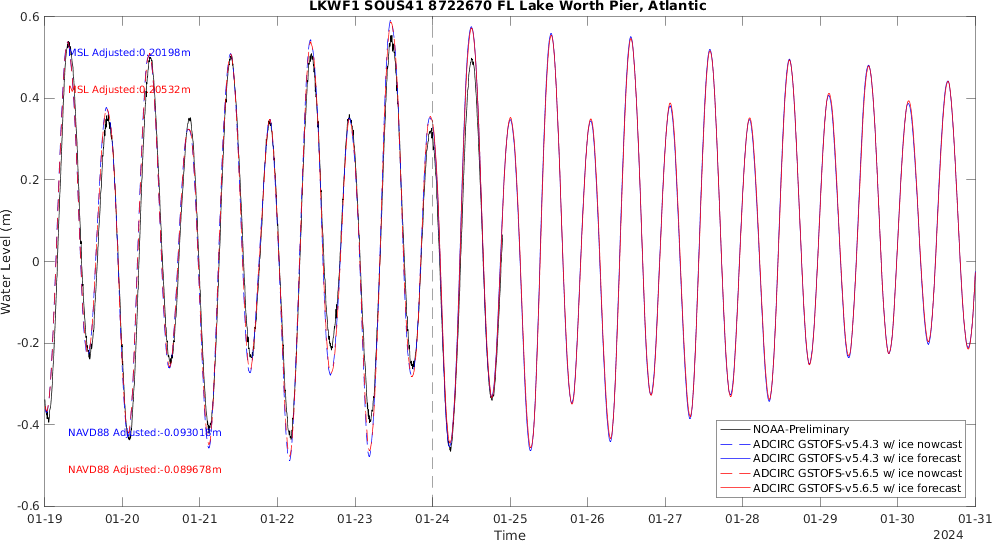 LKWF1 SOUS41 8722670 FL Lake Worth Pier, Atlantic
Water Level (m)
0.6
0.4
0.2
0
-0.2
-0.4
-0.6
MSL Adjusted:0.20198m
MSL Adjusted:0.20532m
NAVD88 Adjusted:-0.093018m
NAVD88 Adjusted:-0.089678m
NOAA-Preliminary
ADCIRC GSTOFS-v5.4.3 w/ ice nowcast
ADCIRC GSTOFS-v5.4.3 w/ ice forecast
ADCIRC GSTOFS-v5.6.5 w/ ice nowcast
ADCIRC GSTOFS-v5.6.5 w/ ice forecast
01-19 01-20 01-21 01-22 01-23 01-24 01-25 01-26 01-27 01-28 01-29 01-30 01-31
Time
2024